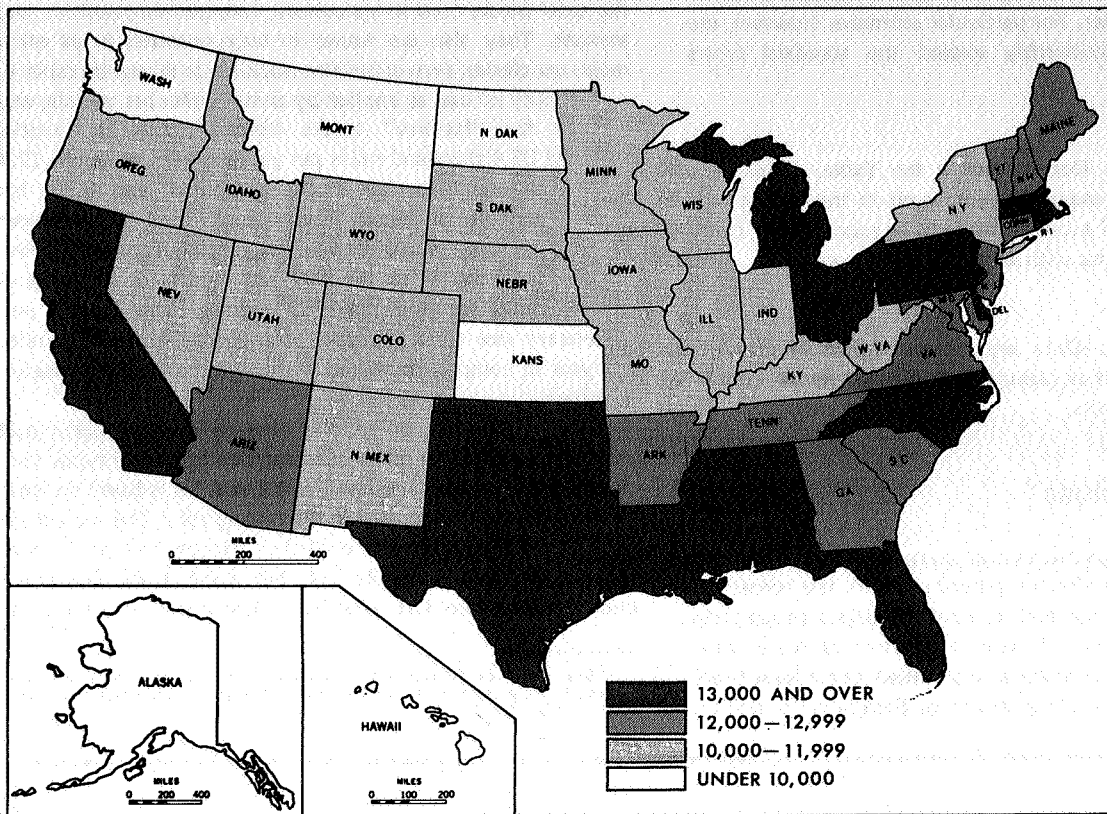 WASH
MONT
N DAK
MINN
MAINE
VT
N H
OREG
IDAHO
S DAK
WIS
N Y
CONN
R I
WYO
IOWA
NEBR
NEV
UTAH
COLO
ILL
IND
N J
DEL
W VA
VA
KANS
MO
KY
TENN
ARIZ
N MEX
ARK
S C
GA
MILES
0 200 400
ALASKA
MILES
0 200 400
HAWAII
MILES
0 100 200
13,000 AND OVER
12,000–12,999
10,000–11,999
UNDER 10,000